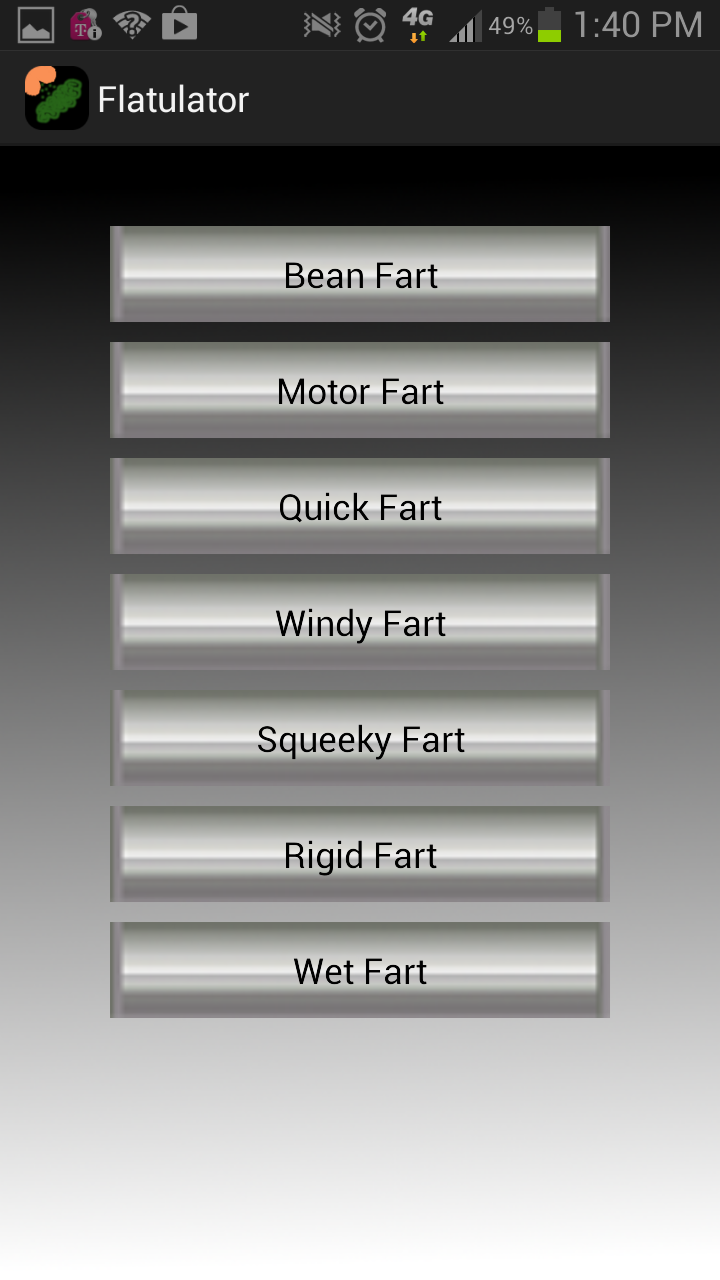 4G 49% 1:40 PM
Flatulator
Bean Fart
Motor Fart
Quick Fart
Windy Fart
Squeeky Fart
Rigid Fart
Wet Fart